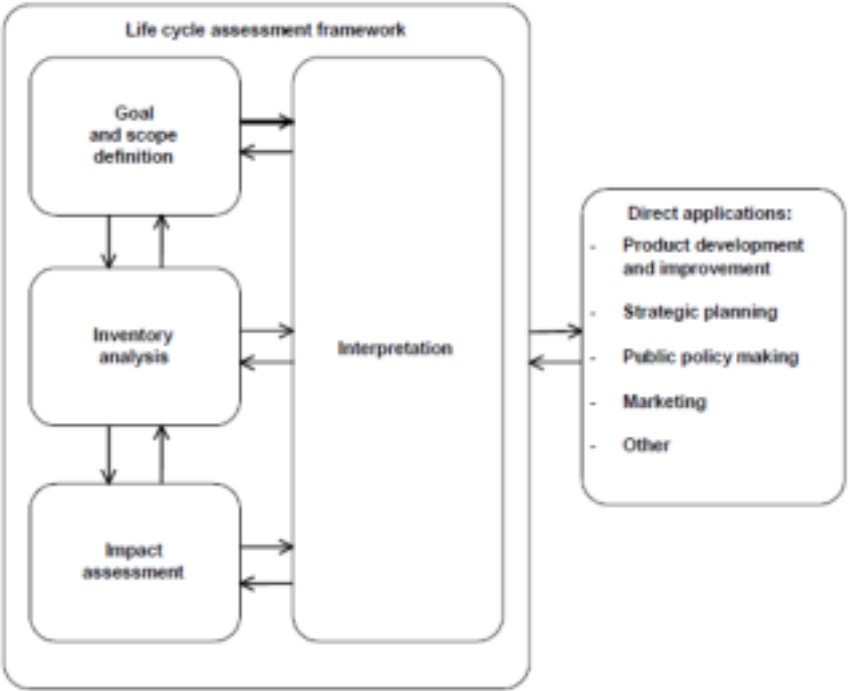 Life cycle assessment framework
Goal
and scope
definition
Inventory
analysis
Impact
assessment
Interpretation
Direct applications:
- Product development
and improvement
- Strategic planning
- Public policy making
- Marketing
- Other